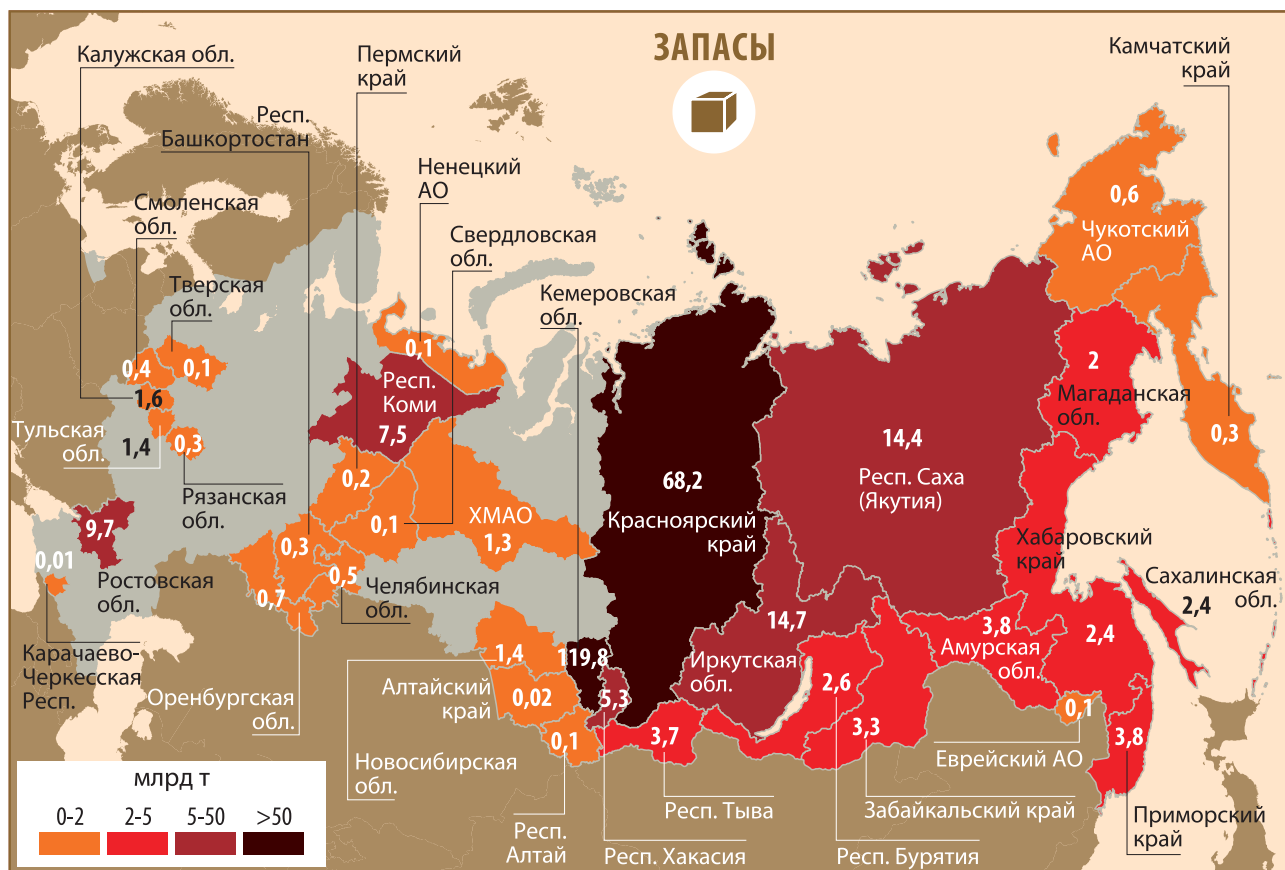 ЗАПАСЫ
Калужская обл.
Пермский
край
Камчатский
край
Респ.
Башкортостан
Ненецкий
АО
Смоленская
обл.
Свердловская
обл.
Тверская
обл.
Кемеровская
обл.
0,6
Чукотский
АО
0,1
0,4
0,1
Респ.
Коми
7,5
2
Магаданская
обл.
1,6
Тульская
обл.
1,4
0,3
Рязанская
обл.
14,4
Респ. Саха
(Якутия)
0,3
0,2
68,2
Красноярский
край
ХМАО
1,3
0,1
9,7
Ростовская
обл.
0,01
0,3
0,5
Челябинская
обл.
0,7
Хабаровский
край
Сахалинская
обл.
2,4
Карачаево-
Черкесская
Респ.
Оренбургская
обл.
14,7
Иркутская
обл.
3,8
Амурская
обл.
2,4
1,4
119,8
Алтайский
край
0,02
5,3
2,6
3,3
0,1
3,7
0,1
3,8
Еврейский АО
Новосибирская
обл.
Респ. Тыва
Забайкальский край
Приморский
край
Респ.
Алтай
Респ. Хакасия
Респ. Бурятия
млрд т
0-2 2-5 5-50 >50